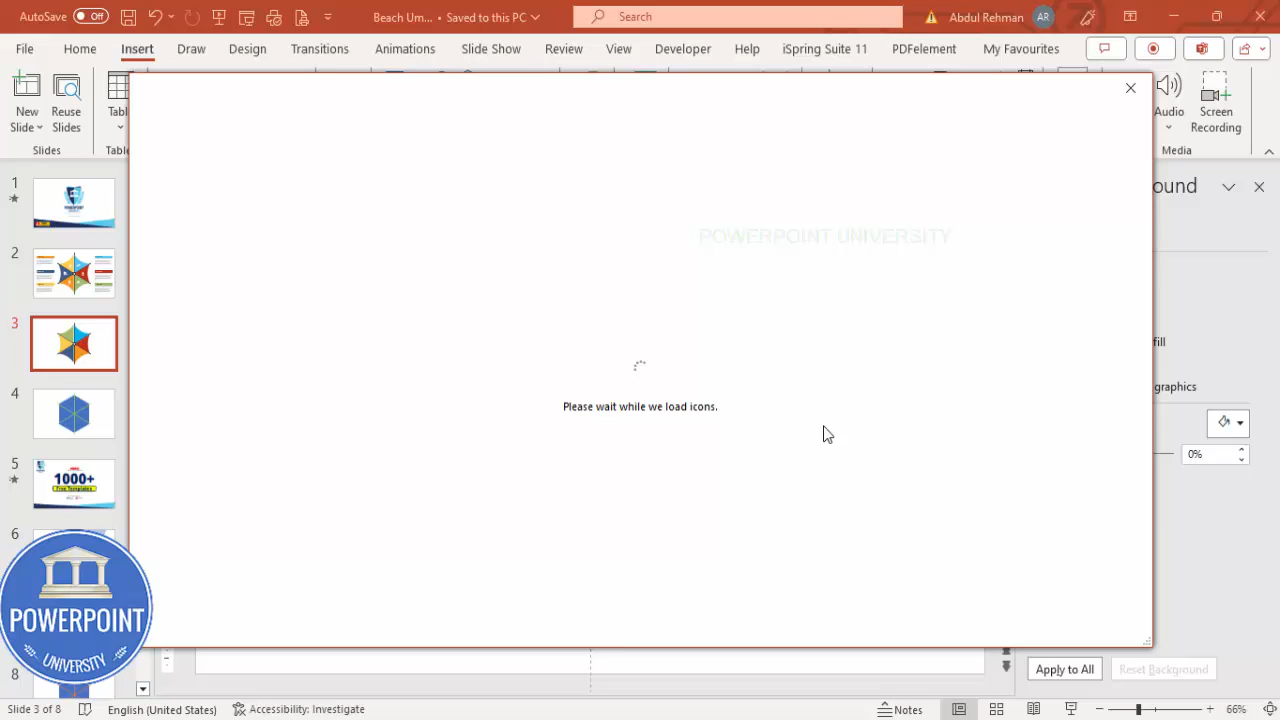 AutoSave Off Beach Um... • Saved to this PC Search Abdul Rehman AR
File Home Insert Draw Design Transitions Animations Slide Show Review View Developer Help iSpring Suite 11 PDFelement My Favourites
New Slide
Reuse Slides
Tabl
Audio
Screen Recording
Slides
Table
Media
ound
POWERPOINT UNIVERSITY
Please wait while we load icons.
fill
graphics
0%
1
2
3
4
5
1000+
Free Templates
6
8
POWERPOINT
UNIVERSITY
Apply to All Reset Background
Slide 3 of 8 English (United States) Accessibility: Investigate Notes 66%